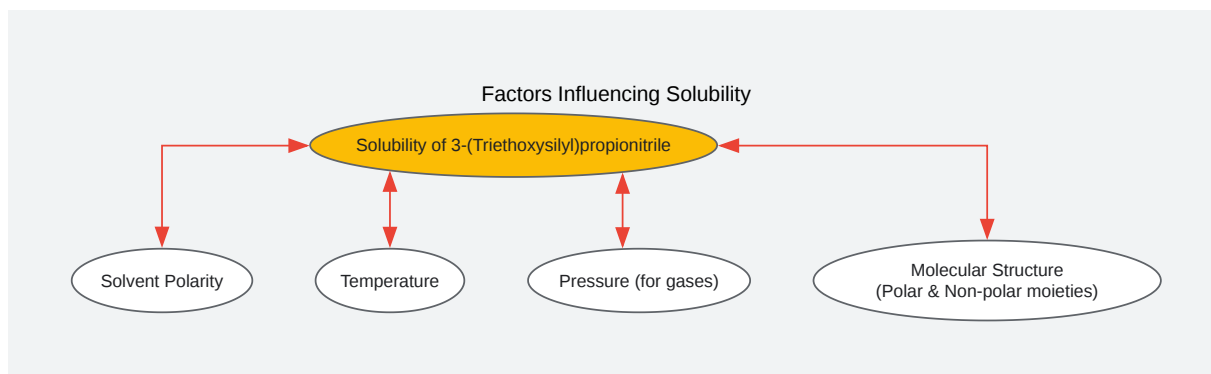 Factors Influencing Solubility
Solubility of 3-(Triethoxysilyl)propionitrile
Solvent Polarity
Temperature
Pressure (for gases)
Molecular Structure
(Polar & Non-polar moieties)